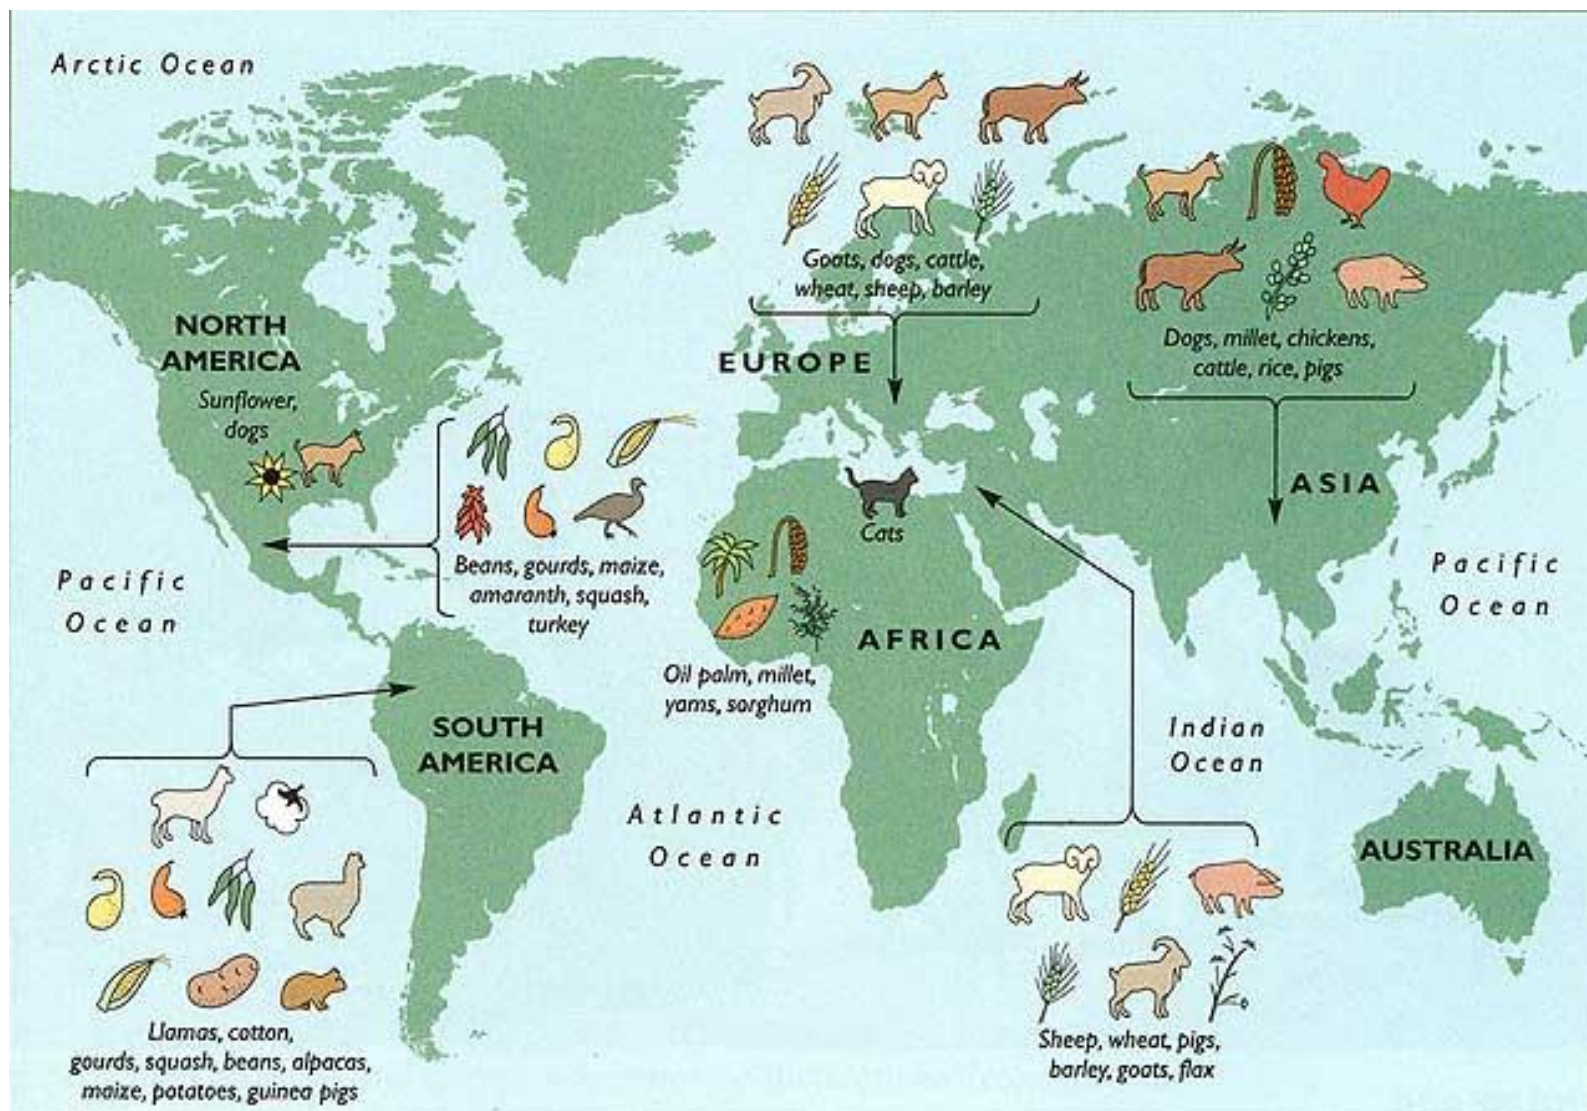 Arctic Ocean
NORTH
AMERICA
Sunflower,
dogs
Goats, dogs, cattle,
wheat, sheep, barley
EUROPE
Dogs, millet, chickens,
cattle, rice, pigs
ASIA
Cats
Beans, gourds, maize,
amaranth, squash,
turkey
Pacific
Ocean
Pacific
Ocean
AFRICA
Oil palm, millet,
yams, sorghum
SOUTH
AMERICA
Indian
Ocean
Atlantic
Ocean
AUSTRALIA
Llamas, cotton,
gourds, squash, beans, alpacas,
maize, potatoes, guinea pigs
Sheep, wheat, pigs,
barley, goats, flax